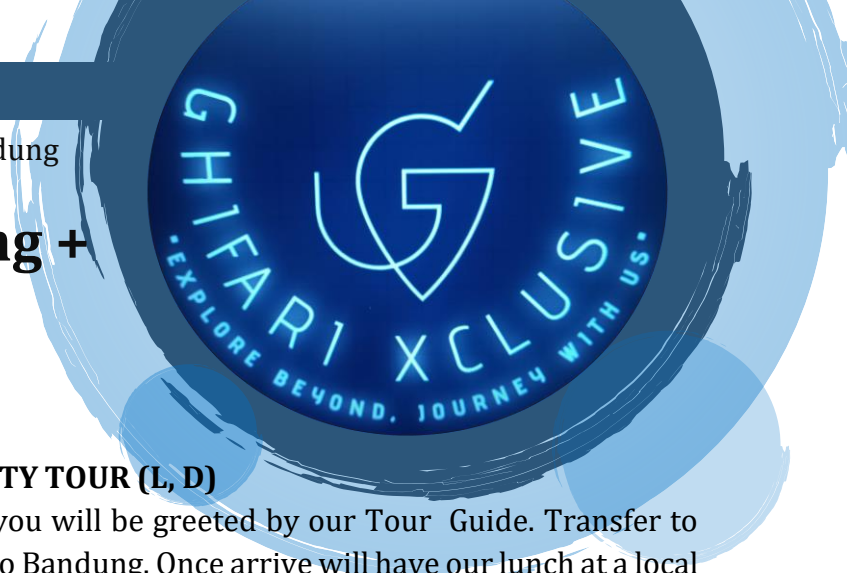 dung
ng +
GHIFARI XCLUSIVE
•EXPLORE BEYOND, JOURNEY WITH US•
TY TOUR (L, D)
you will be greeted by our Tour Guide. Transfer to
o Bandung. Once arrive will have our lunch at a local